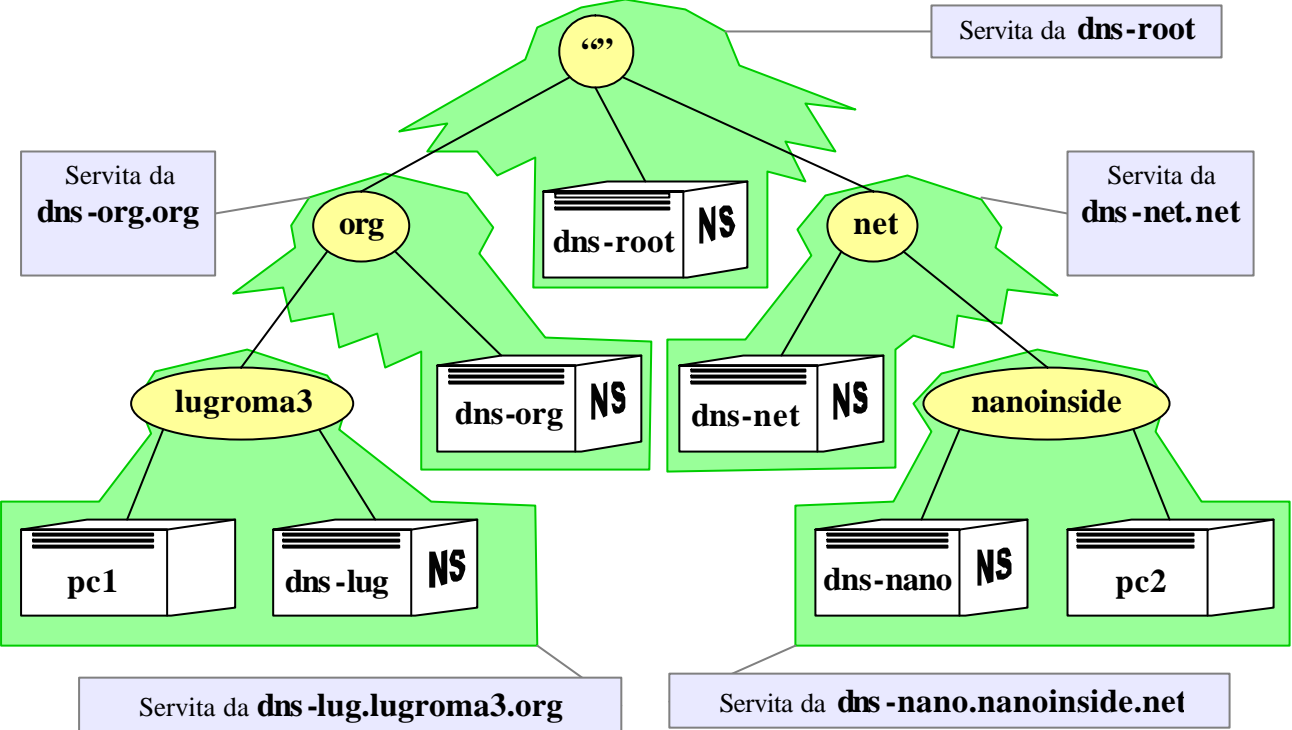 “”
Servita da dns-root
Servita da
dns-org.org
Servita da
dns-net.net
org
dns-root
NS
net
lugroma3
dns-org
NS
dns-net
NS
nanoinside
pc1
dns-lug
NS
dns-nano
NS
pc2
Servita da dns-lug.lugroma3.org
Servita da dns-nano.nanoinside.net